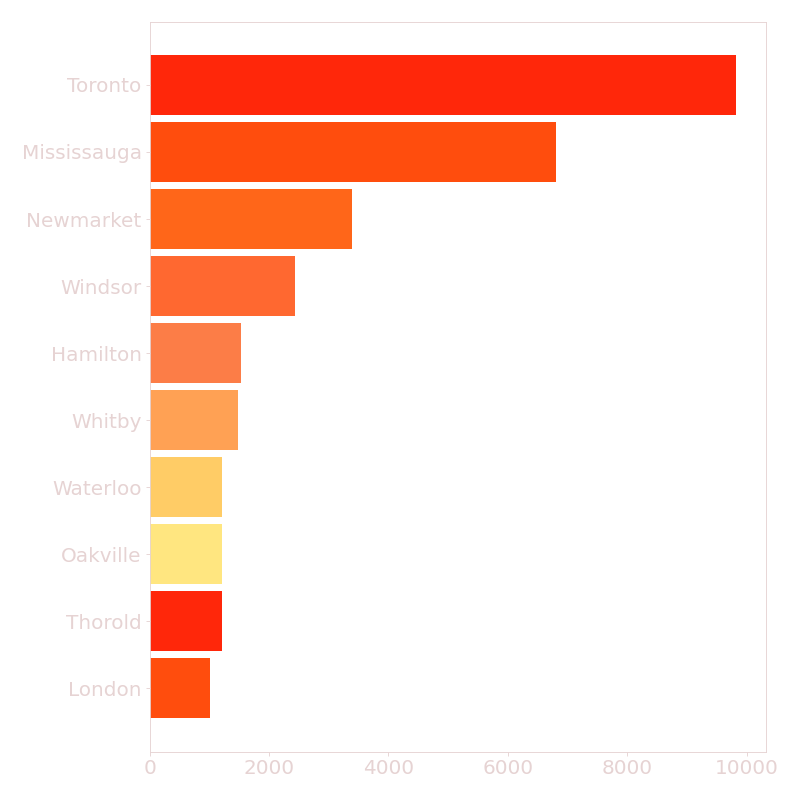 Toronto
Mississauga
Newmarket
Windsor
Hamilton
Whitby
Waterloo
Oakville
Thorold
London
0 2000 4000 6000 8000 10000